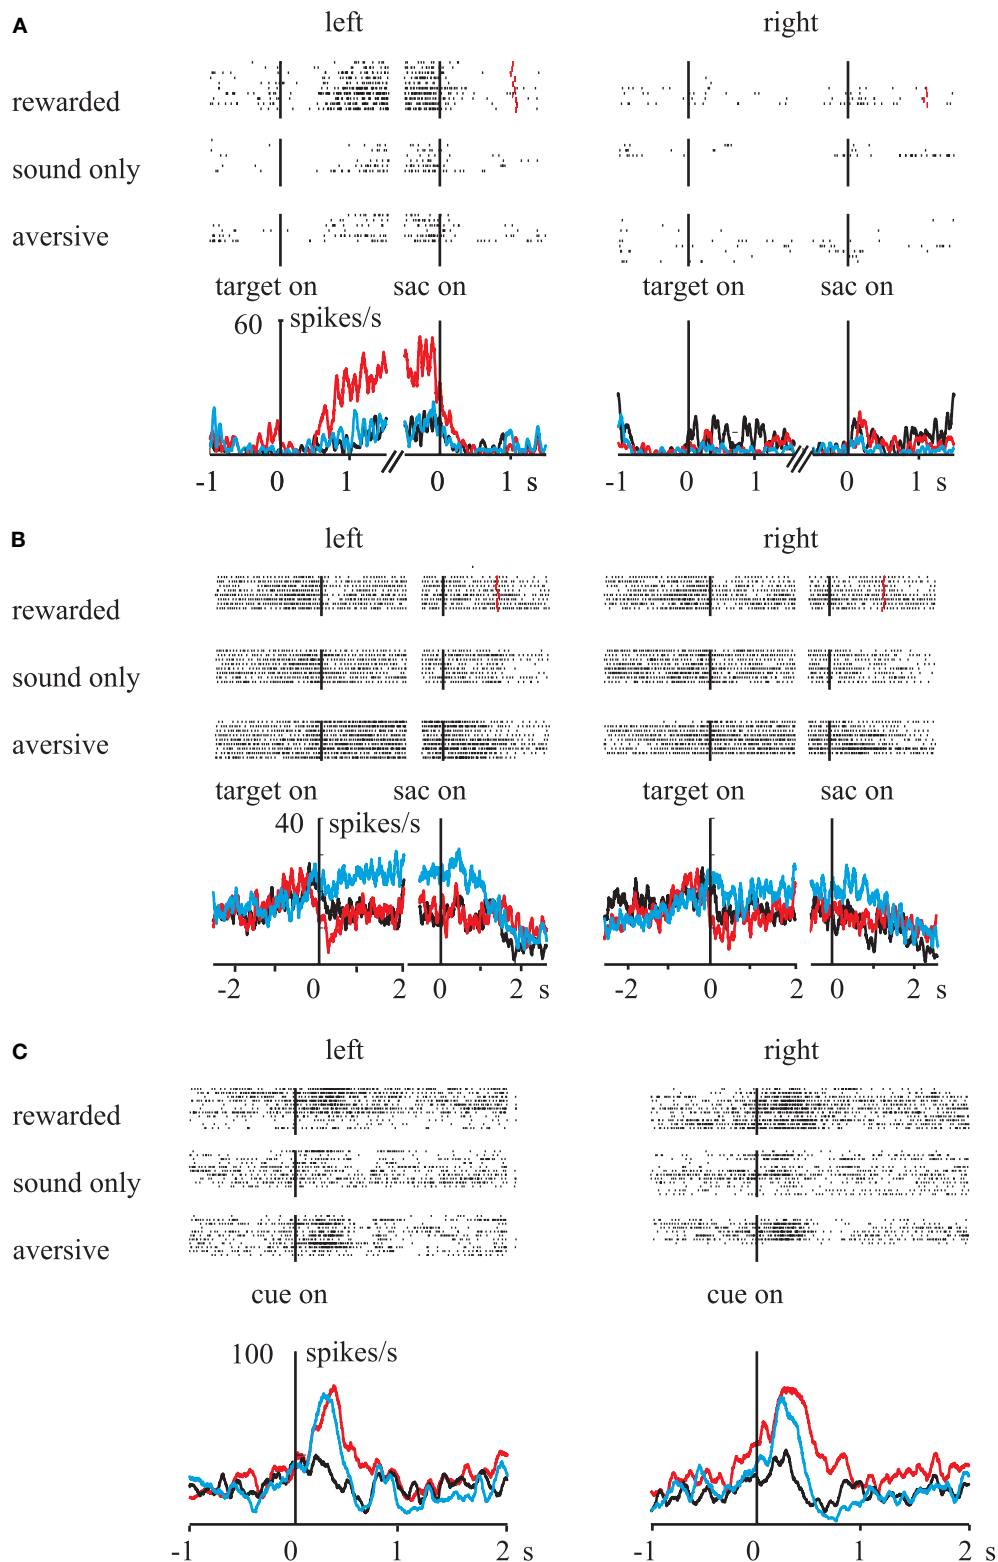 A
left right
rewarded
sound only
aversive
target on sac on target on sac on
60 spikes/s
-1 0 1 0 1 s -1 0 1 0 1 s
B
left right
rewarded
sound only
aversive
target on sac on target on sac on
40 spikes/s
-2 0 2 0 2 s -2 0 2 0 2 s
C
left right
rewarded
sound only
aversive
cue on cue on
100 spikes/s
-1 0 1 2 s -1 0 1 2 s